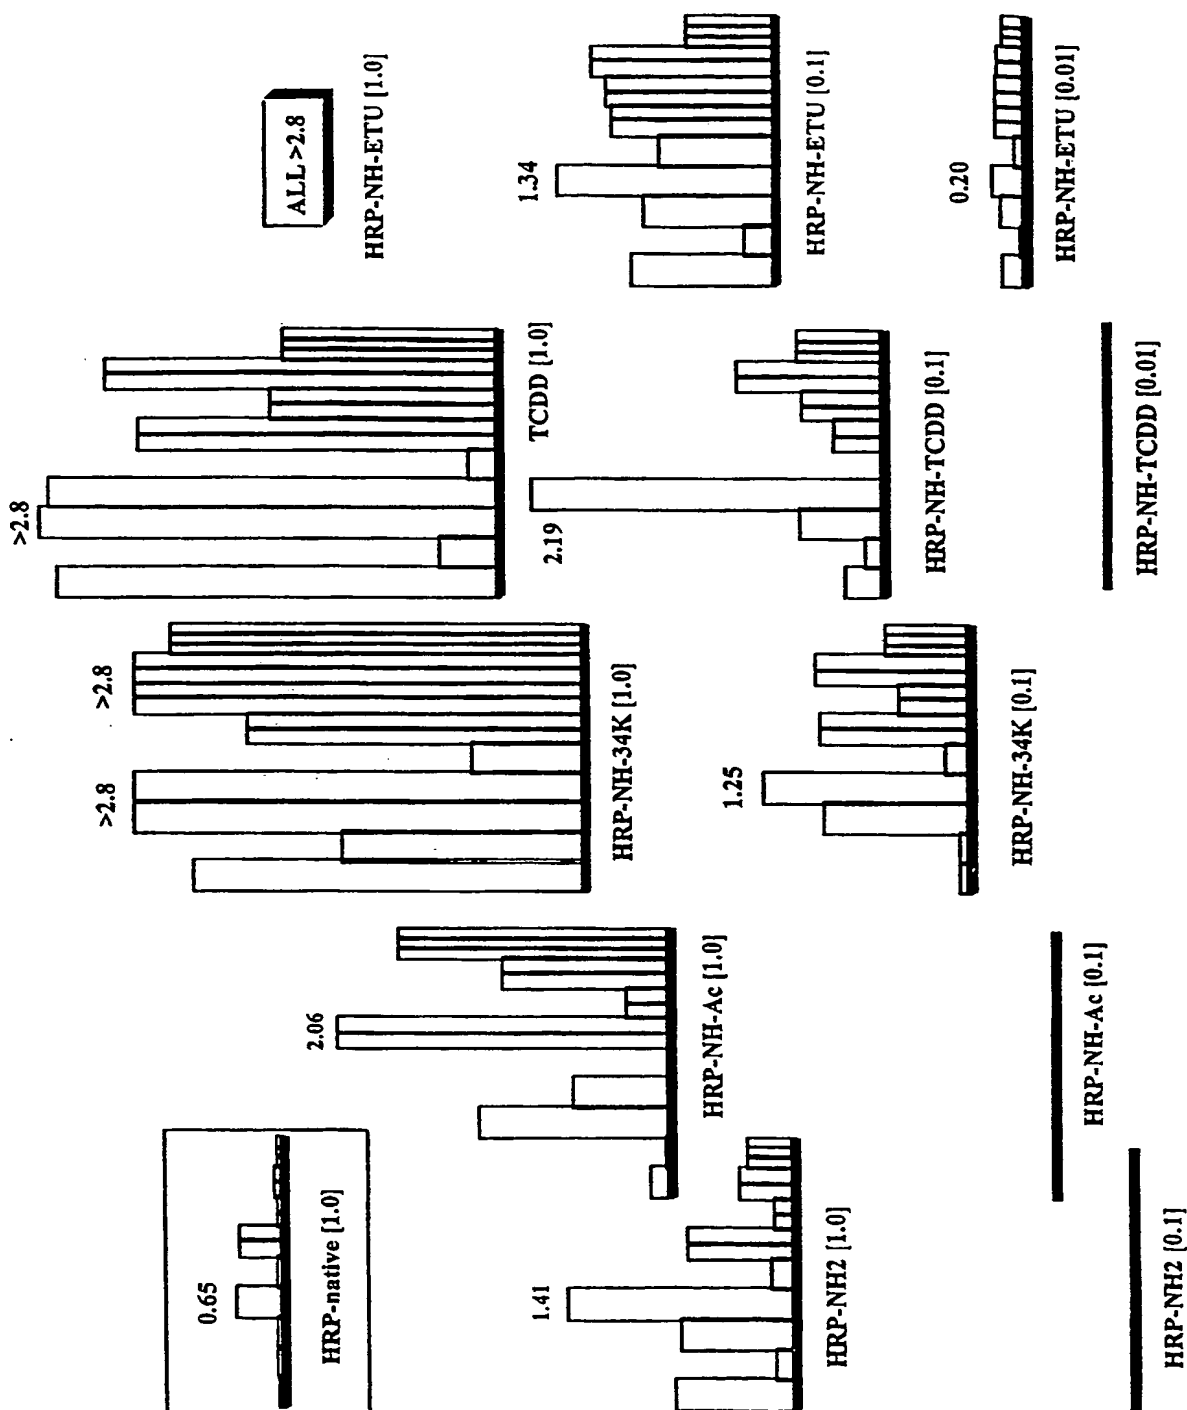 0.65
HRP-native [1.0]
1.41
HRP-NH2 [1.0]
HRP-NH2 [0.1]
2.06
HRP-NH-Ac [1.0]
HRP-NH-Ac [0.1]
>2.8
>2.8
HRP-NH-34K [1.0]
1.25
HRP-NH-34K [0.1]
>2.8
TCDD [1.0]
2.19
HRP-NH-TCDD [0.1]
HRP-NH-TCDD [0.01]
ALL >2.8
HRP-NH-ETU [1.0]
1.34
HRP-NH-ETU [0.1]
0.20
HRP-NH-ETU [0.01]